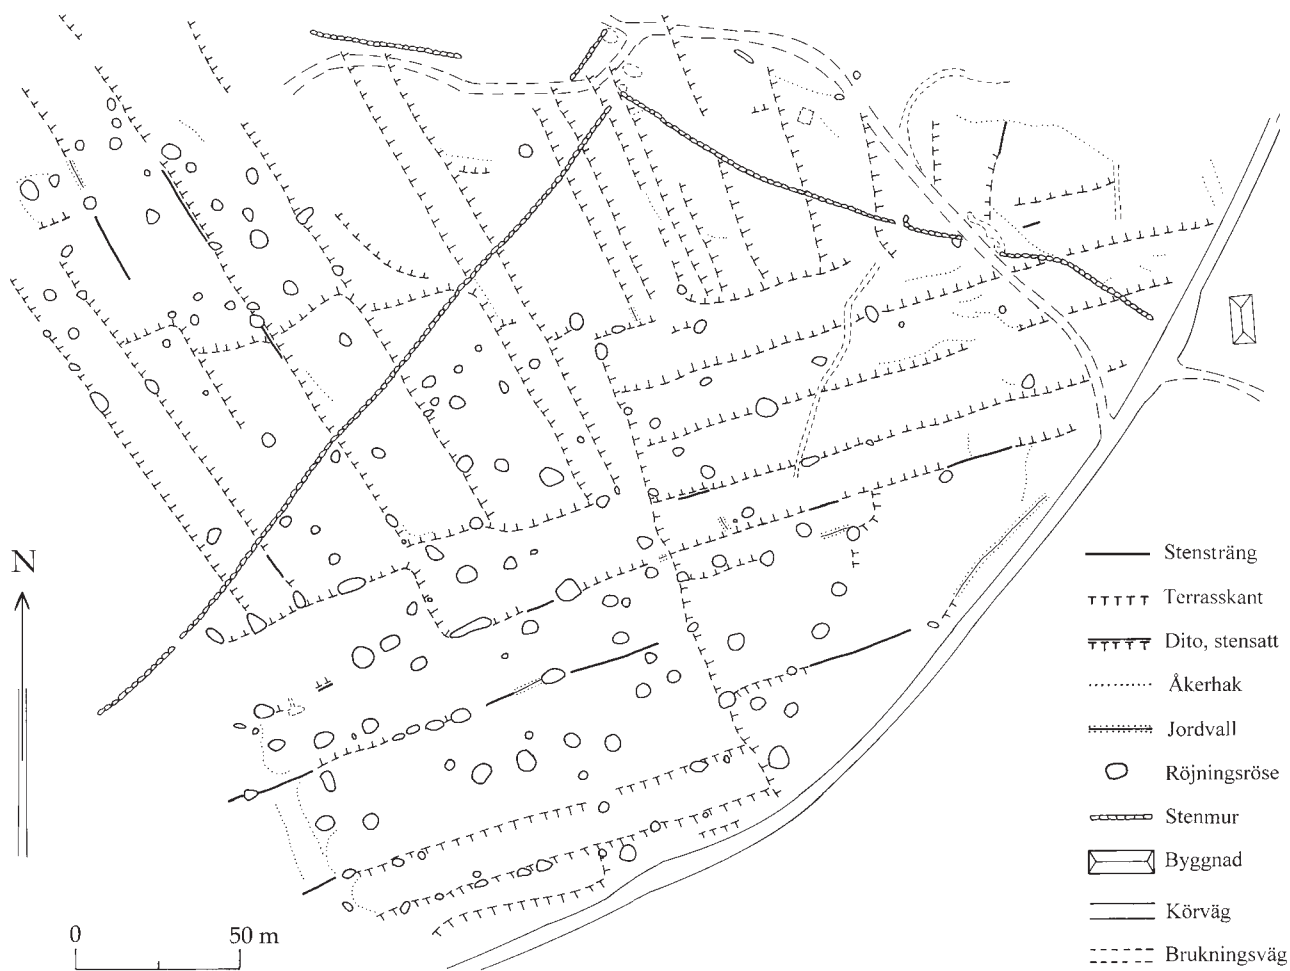 N
Stensträng
Terrasskant
Dito, stensatt
Åkerhak
Jordvall
Röjningsröse
Stenmur
Byggnad
Körväg
Brukningsväg
0 50 m